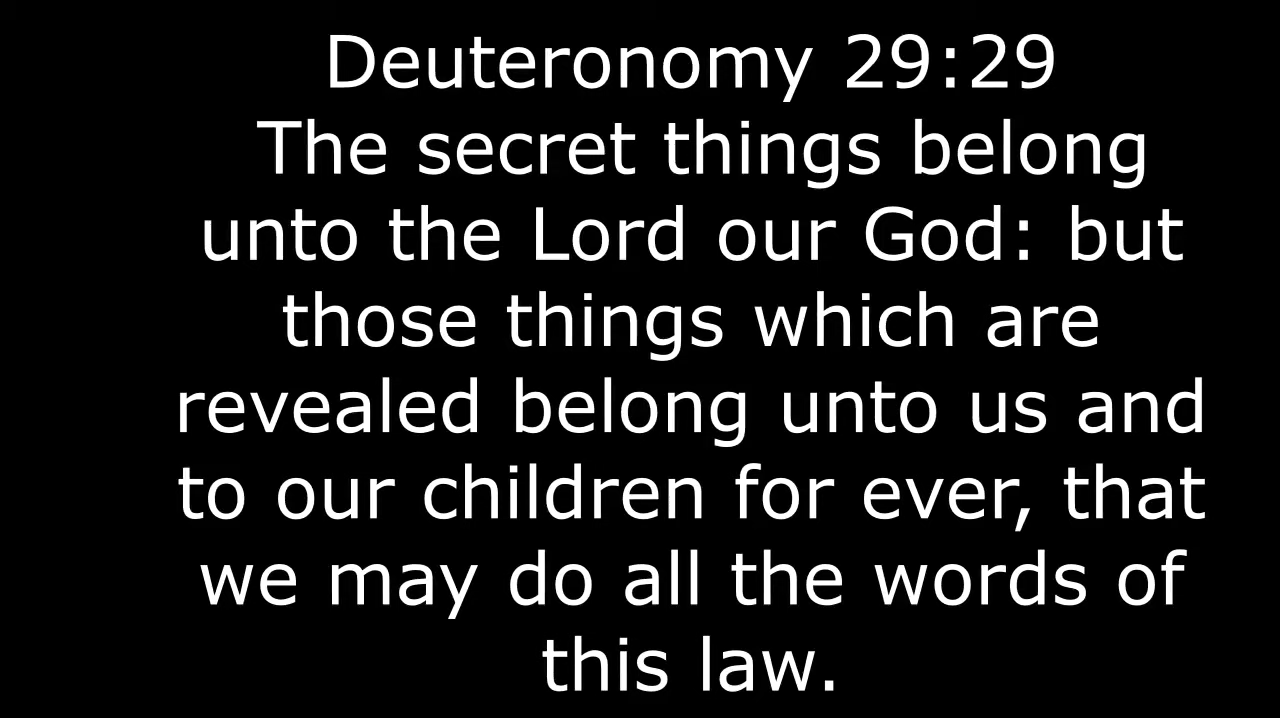 Deuteronomy 29:29
The secret things belong
unto the Lord our God: but
those things which are
revealed belong unto us and
to our children for ever, that
we may do all the words of
this law.